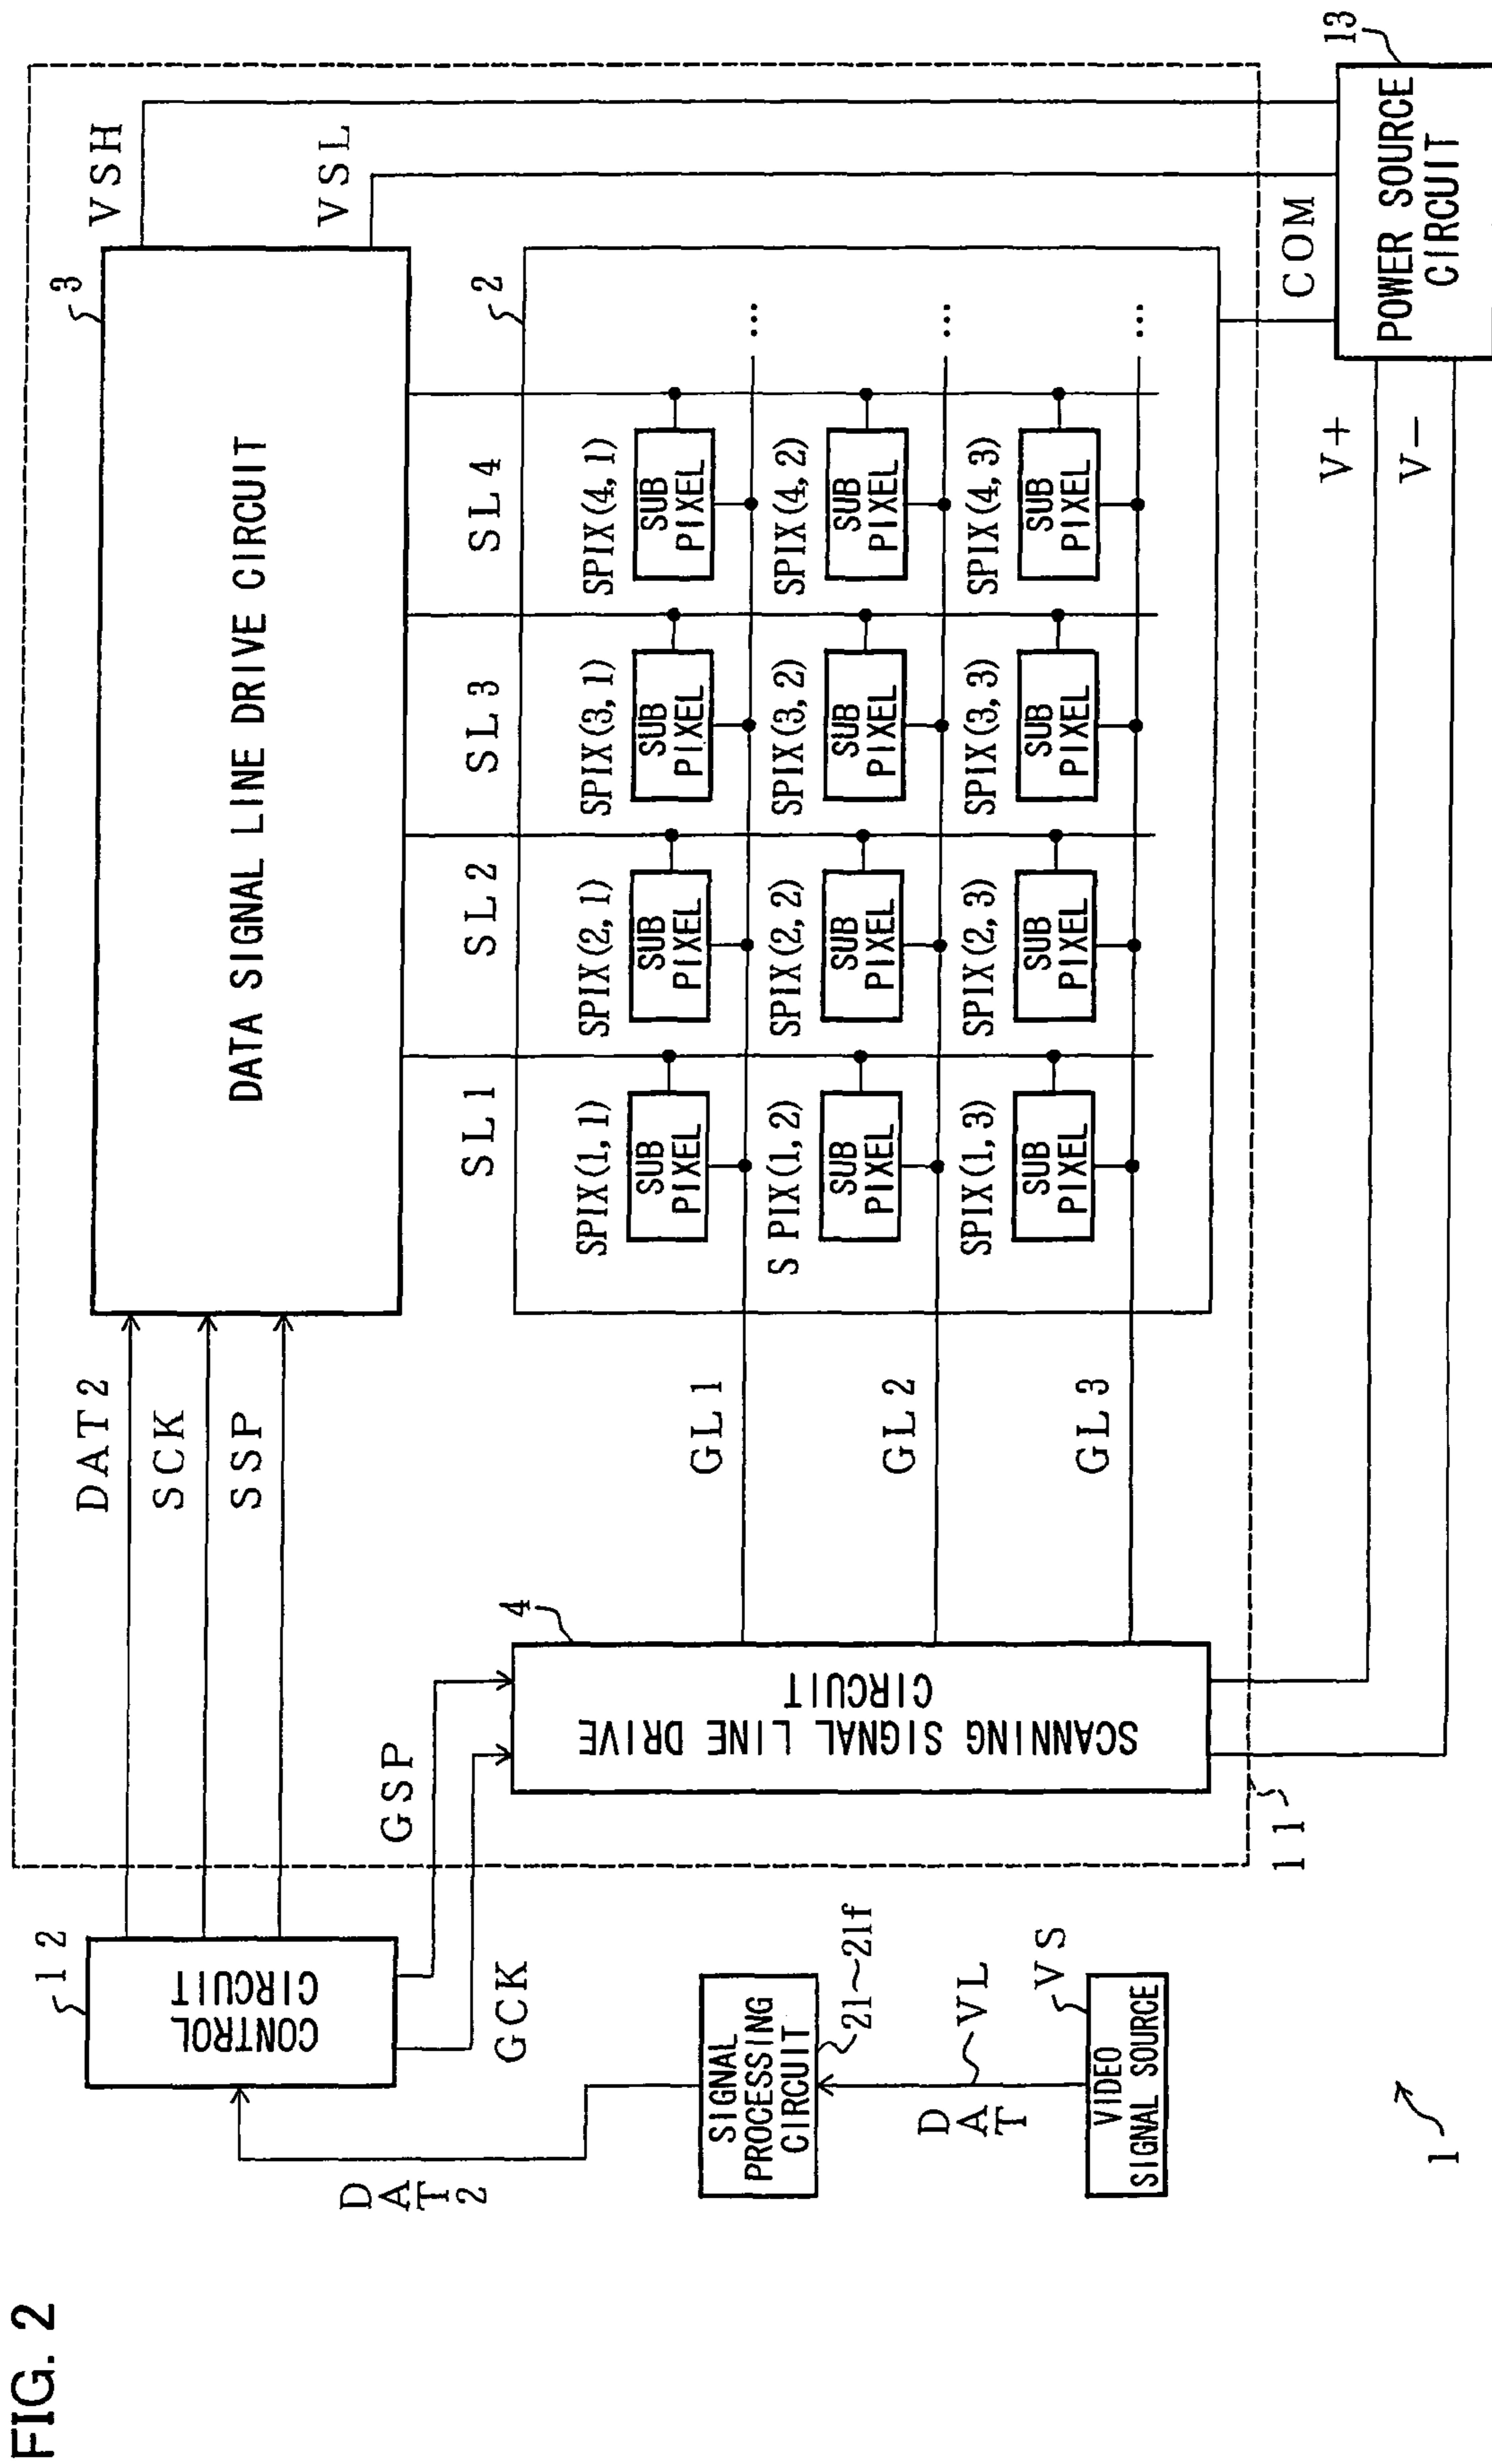 FIG. 2
12
CONTROL
CIRCUIT
DAT2
SCK
SSP
3
DATA SIGNAL LINE DRIVE CIRCUIT
VSH
VSL
GSP
GCK
DAT2
4
SCANNING SIGNAL LINE DRIVE
CIRCUIT
SL1
SL2
SL3
SL4
2
SPIX(1,1)
SPIX(2,1)
SPIX(3,1)
SPIX(4,1)
SUB
PIXEL
SUB
PIXEL
SUB
PIXEL
SUB
PIXEL
...
GL1
SPIX(1,2)
SPIX(2,2)
SPIX(3,2)
SPIX(4,2)
SUB
PIXEL
SUB
PIXEL
SUB
PIXEL
SUB
PIXEL
...
GL2
SPIX(1,3)
SPIX(2,3)
SPIX(3,3)
SPIX(4,3)
SUB
PIXEL
SUB
PIXEL
SUB
PIXEL
SUB
PIXEL
...
GL3
SIGNAL
PROCESSING
CIRCUIT
21~21f
DAT
VL
VS
VIDEO
SIGNAL SOURCE
11
COM
V+
V-
13
POWER SOURCE
CIRCUIT
1